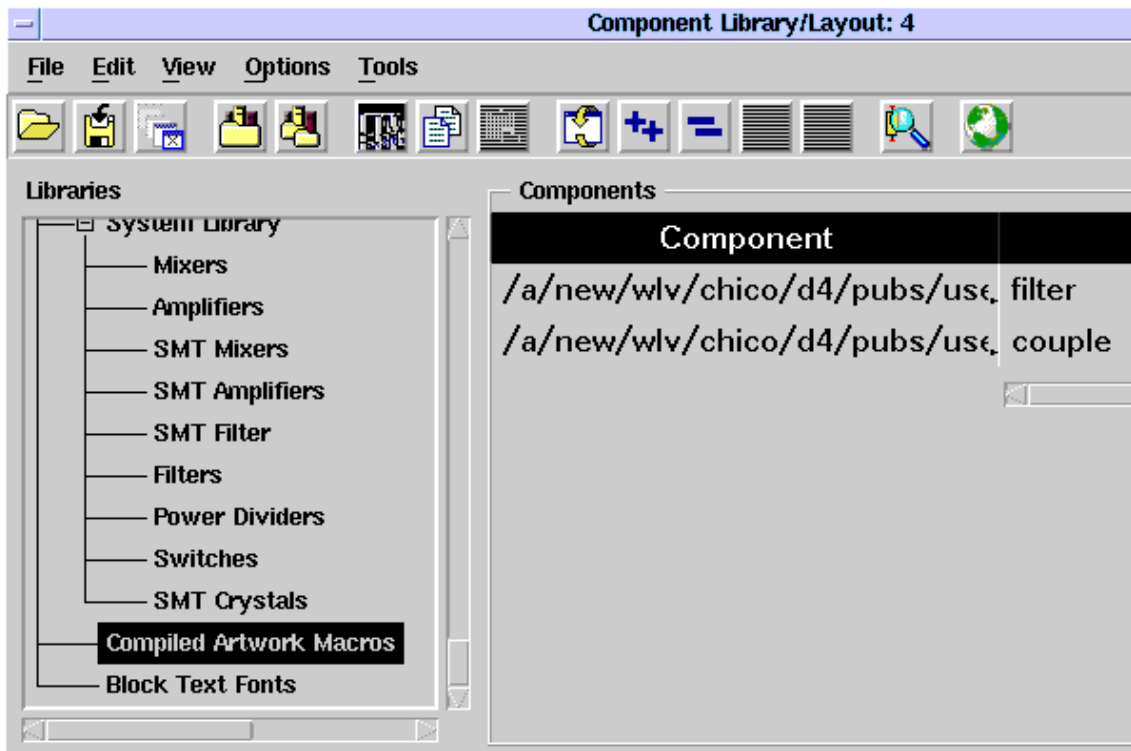 Component Library/Layout: 4
File Edit View Options Tools
Libraries
System Library
Mixers
Amplifiers
SMT Mixers
SMT Amplifiers
SMT Filter
Filters
Power Dividers
Switches
SMT Crystals
Compiled Artwork Macros
Block Text Fonts
Components
Component
/a/new/wlv/chico/d4/pubs/use filter
/a/new/wlv/chico/d4/pubs/use couple